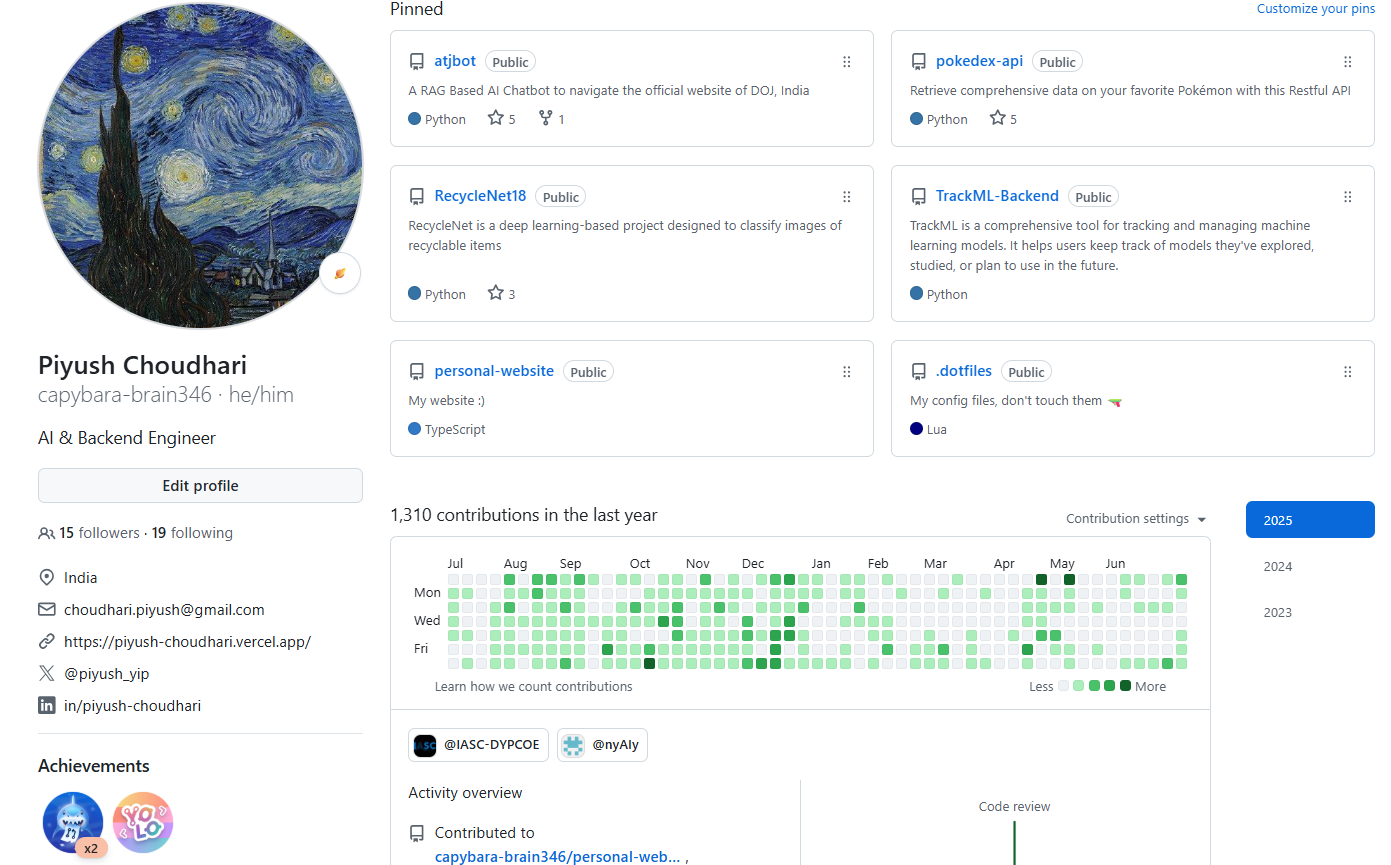 Pinned
Customize your pins
atjbot Public
A RAG Based AI Chatbot to navigate the official website of DOJ, India
Python 5 1
pokedex-api Public
Retrieve comprehensive data on your favorite Pokémon with this Restful API
Python 5
RecycleNet18 Public
RecycleNet is a deep learning-based project designed to classify images of
recyclable items
Python 3
TrackML-Backend Public
TrackML is a comprehensive tool for tracking and managing machine
learning models. It helps users keep track of models they've explored,
studied, or plan to use in the future.
Python
personal-website Public
My website :)
TypeScript
.dotfiles Public
My config files, don't touch them
Lua
Piyush Choudhari
capybara-brain346 · he/him
AI & Backend Engineer
Edit profile
15 followers · 19 following
India
choudhari.piyush@gmail.com
https://piyush-choudhari.vercel.app/
@piyush_yip
in/piyush-choudhari
Achievements
x2
YOLO
1,310 contributions in the last year
Contribution settings
2025
2024
2023
Jul Aug Sep Oct Nov Dec Jan Feb Mar Apr May Jun
Mon
Wed
Fri
Learn how we count contributions
Less More
IASC @IASC-DYPCOE
@nyAly
Activity overview
Contributed to
capybara-brain346/personal-web... ,
Code review